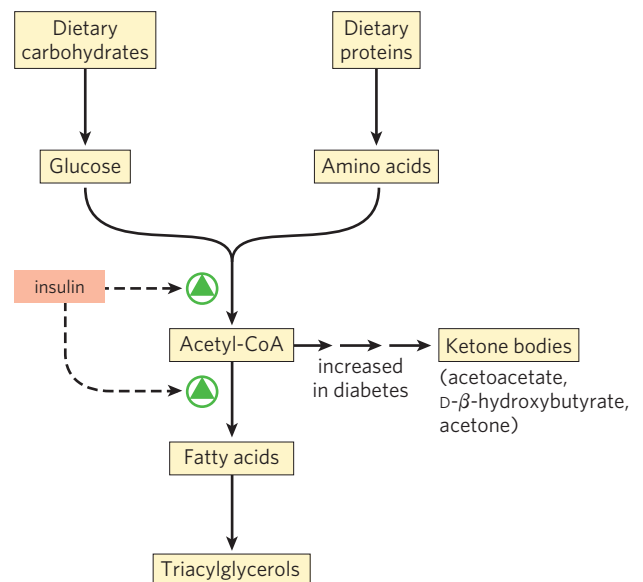 Dietary
carbohydrates
Dietary
proteins
Glucose
Amino acids
insulin
Acetyl-CoA
increased
in diabetes
Ketone bodies
(acetoacetate,
D-β-hydroxybutyrate,
acetone)
Fatty acids
Triacylglycerols